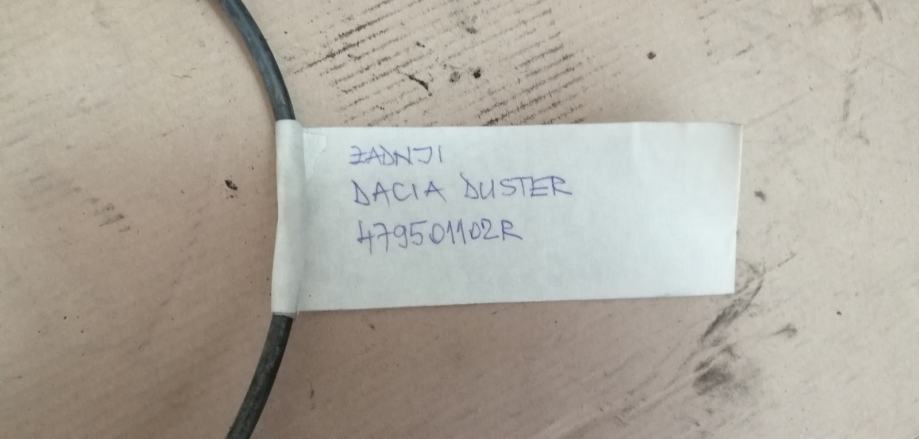 ZADNJI
DACIA DUSTER
479501102R